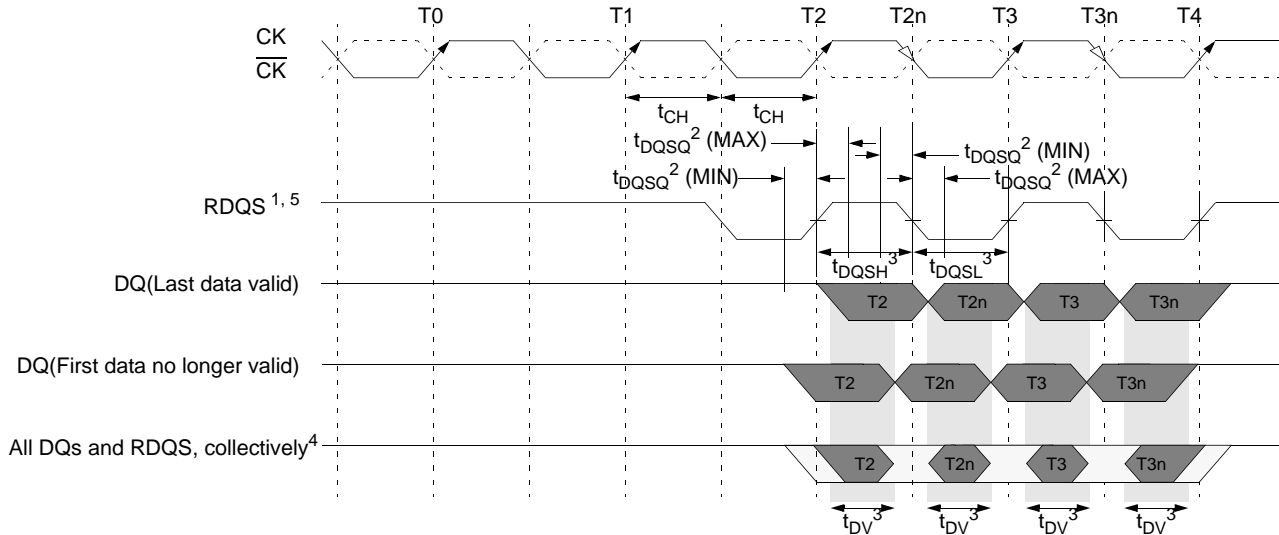 T0 T1 T2 T2n T3 T3n T4
CK
C̅K̅
tCH tCH
tDQSQ² (MAX)
tDQSQ² (MIN)
tDQSQ² (MIN)
tDQSQ² (MAX)
RDQS 1, 5
tDQSH³ tDQSL³
DQ(Last data valid)
T2 T2n T3 T3n
DQ(First data no longer valid)
T2 T2n T3 T3n
All DQs and RDQS, collectively⁴
T2 T2n T3 T3n
tDV³ tDV³ tDV³ tDV³